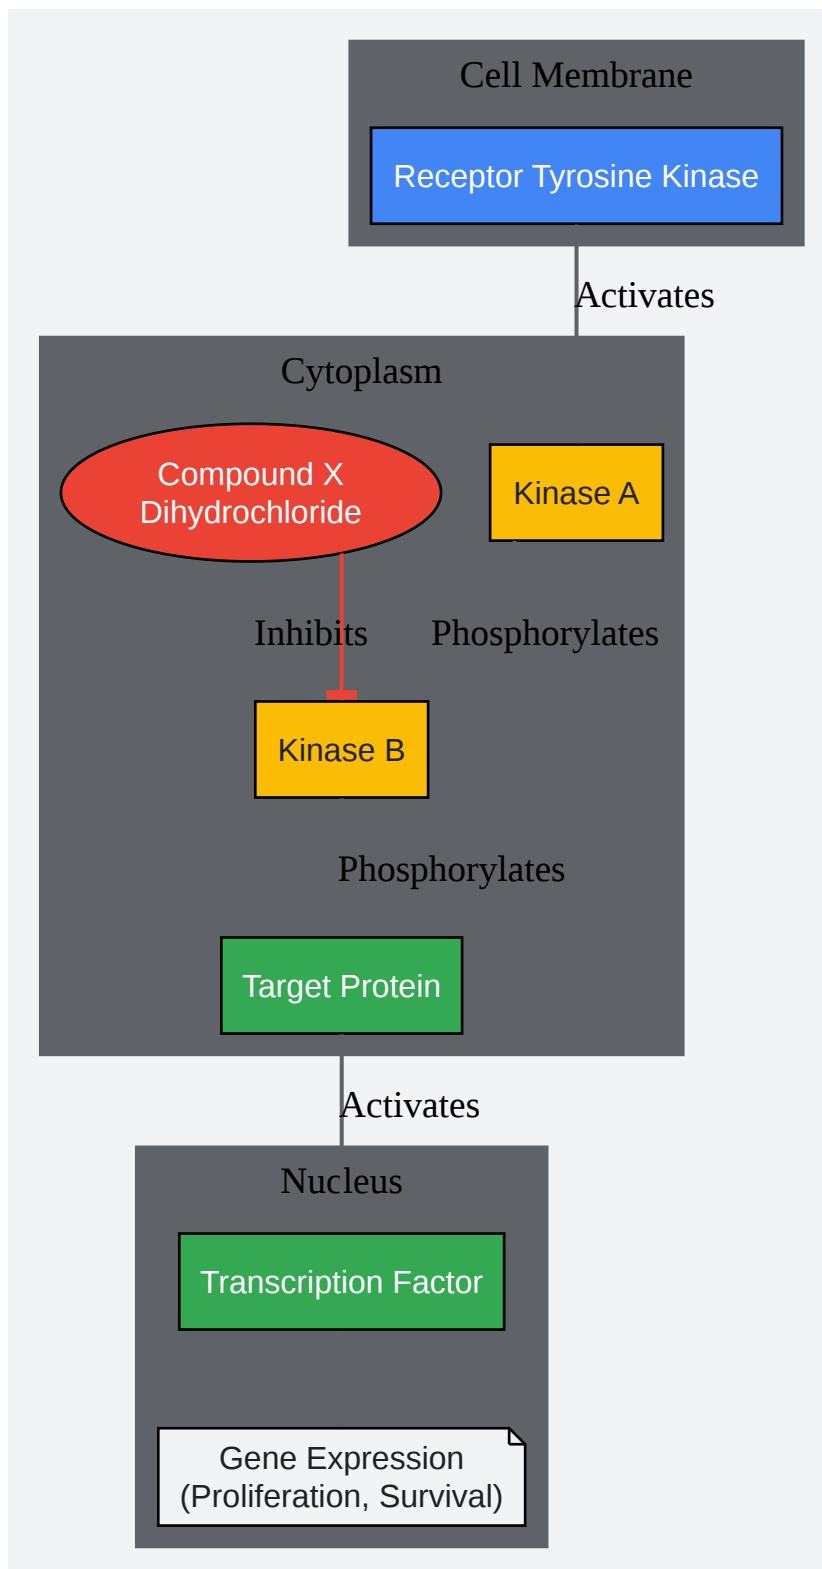 Cell Membrane
Receptor Tyrosine Kinase
Activates
Cytoplasm
Compound X
Dihydrochloride
Kinase A
Inhibits
Phosphorylates
Kinase B
Phosphorylates
Target Protein
Activates
Nucleus
Transcription Factor
Gene Expression
(Proliferation, Survival)